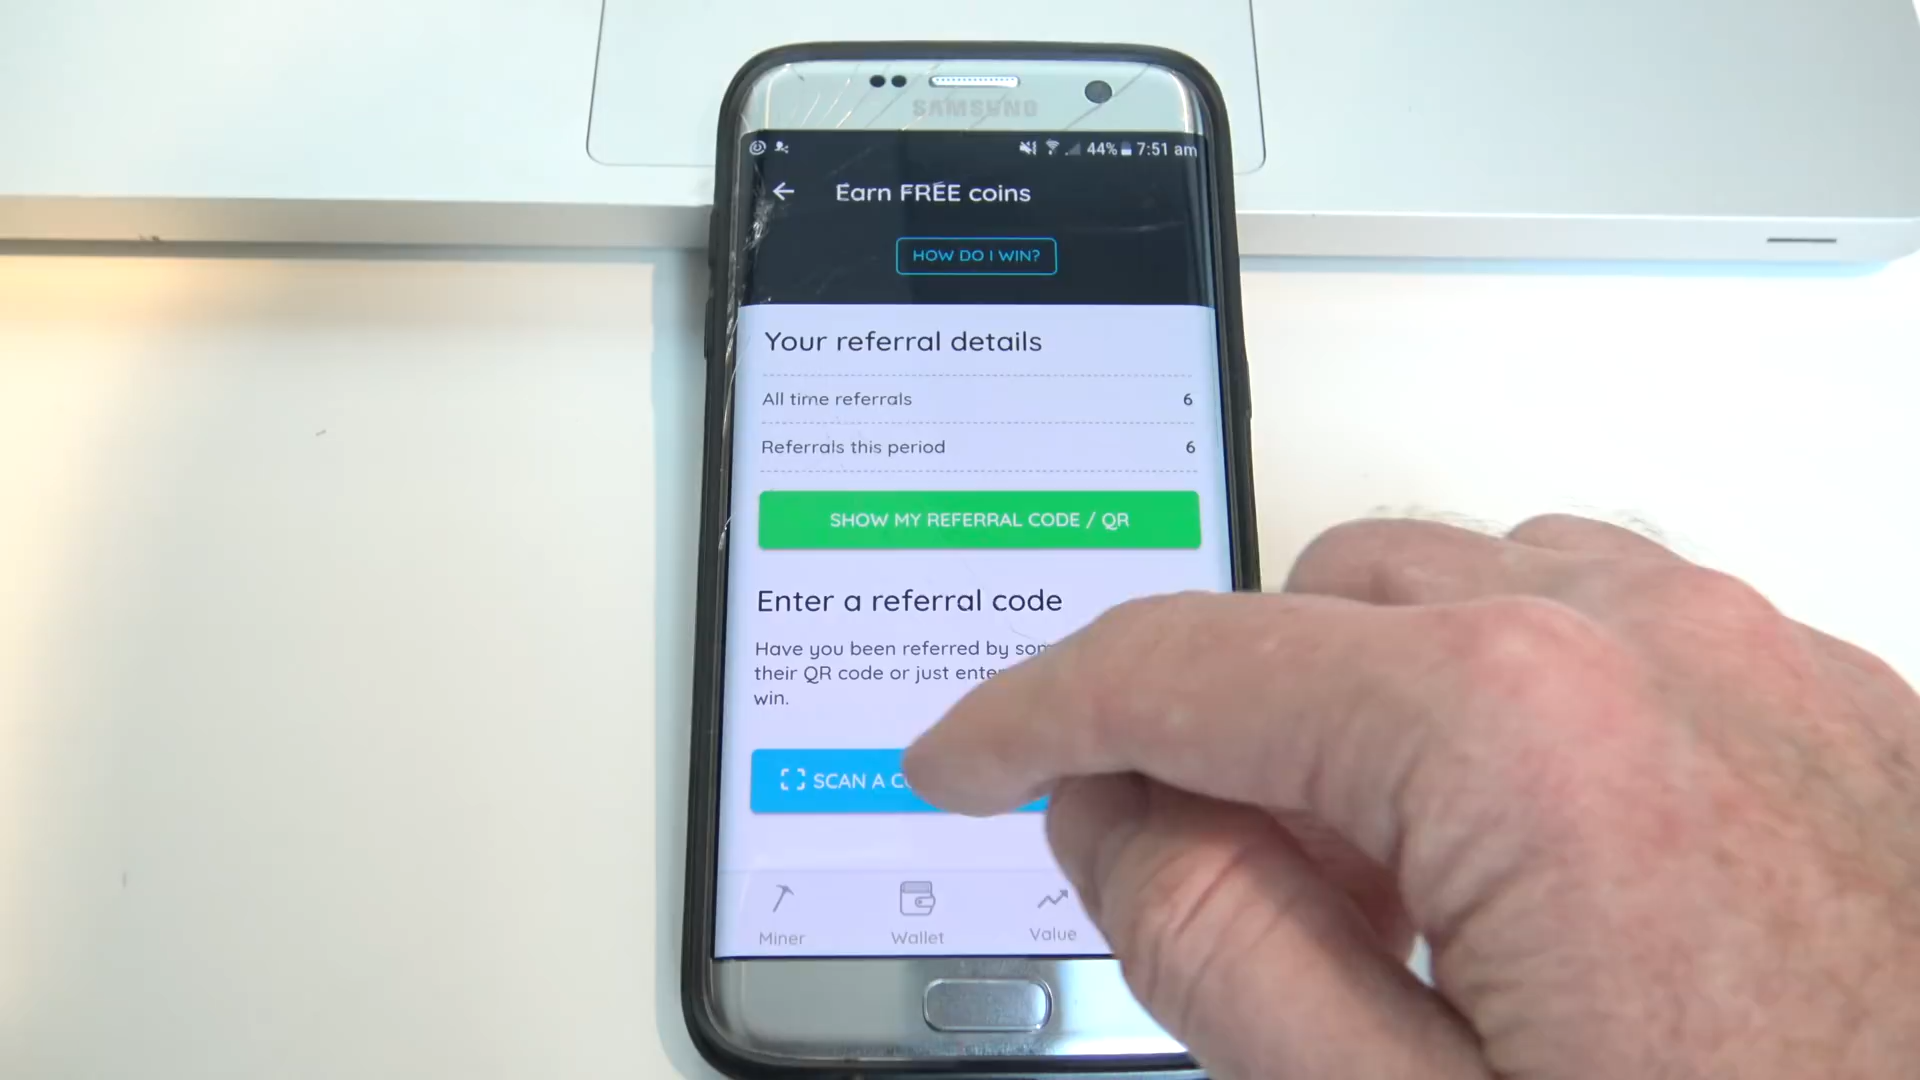 SAMSUNG
44% 7:51 am
Earn FREE coins
HOW DO I WIN?
Your referral details
All time referrals 6
Referrals this period 6
SHOW MY REFERRAL CODE / QR
Enter a referral code
Have you been referred by
their QR code or just
win.
SCAN A
Miner Wallet Value